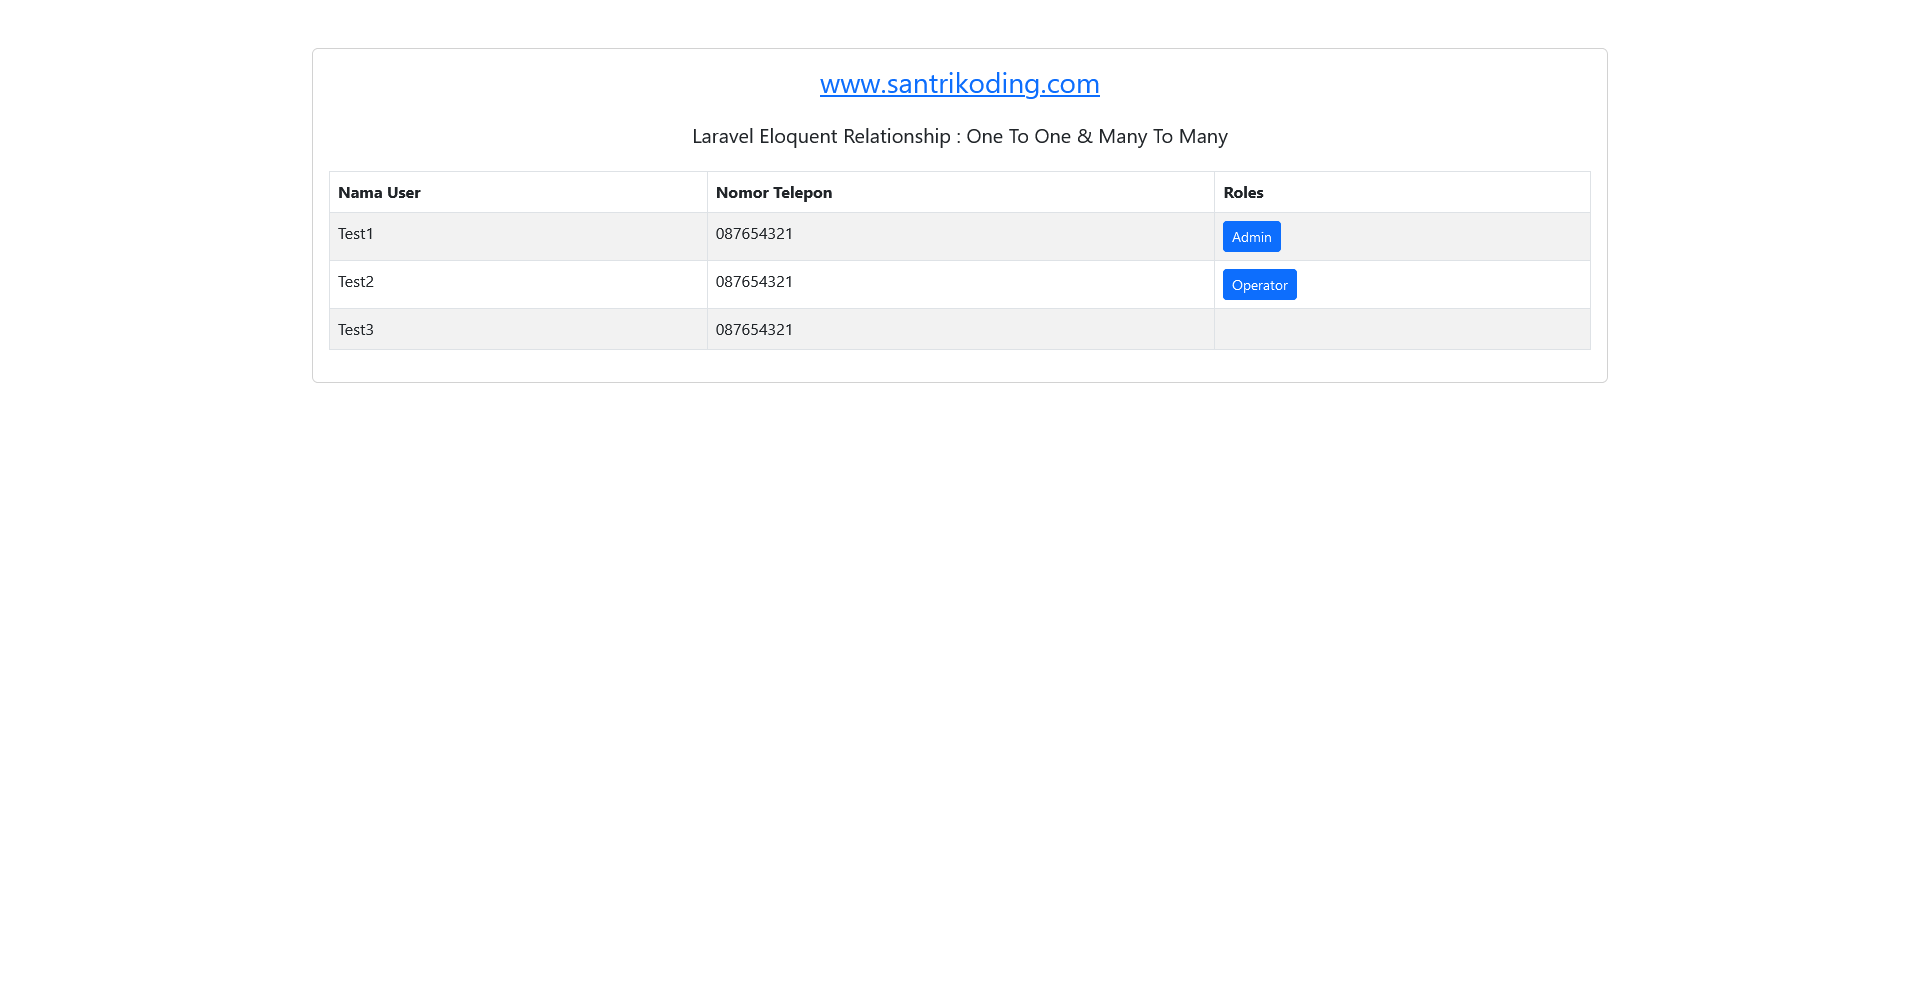 www.santrikoding.com
Laravel Eloquent Relationship : One To One & Many To Many
Nama User Nomor Telepon Roles
Test1 087654321 Admin
Test2 087654321 Operator
Test3 087654321